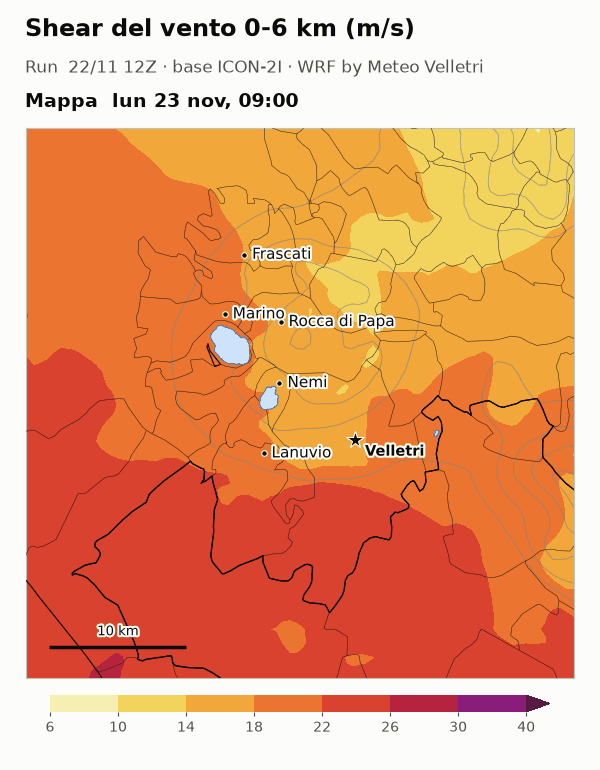 Shear del vento 0-6 km (m/s)
Run  22/11 12Z · base ICON-2I · WRF by Meteo Velletri
Mappa  lun 23 nov, 09:00
Frascati
Marino
Rocca di Papa
Nemi
Velletri
Lanuvio
10 km
6 10 14 18 22 26 30 40